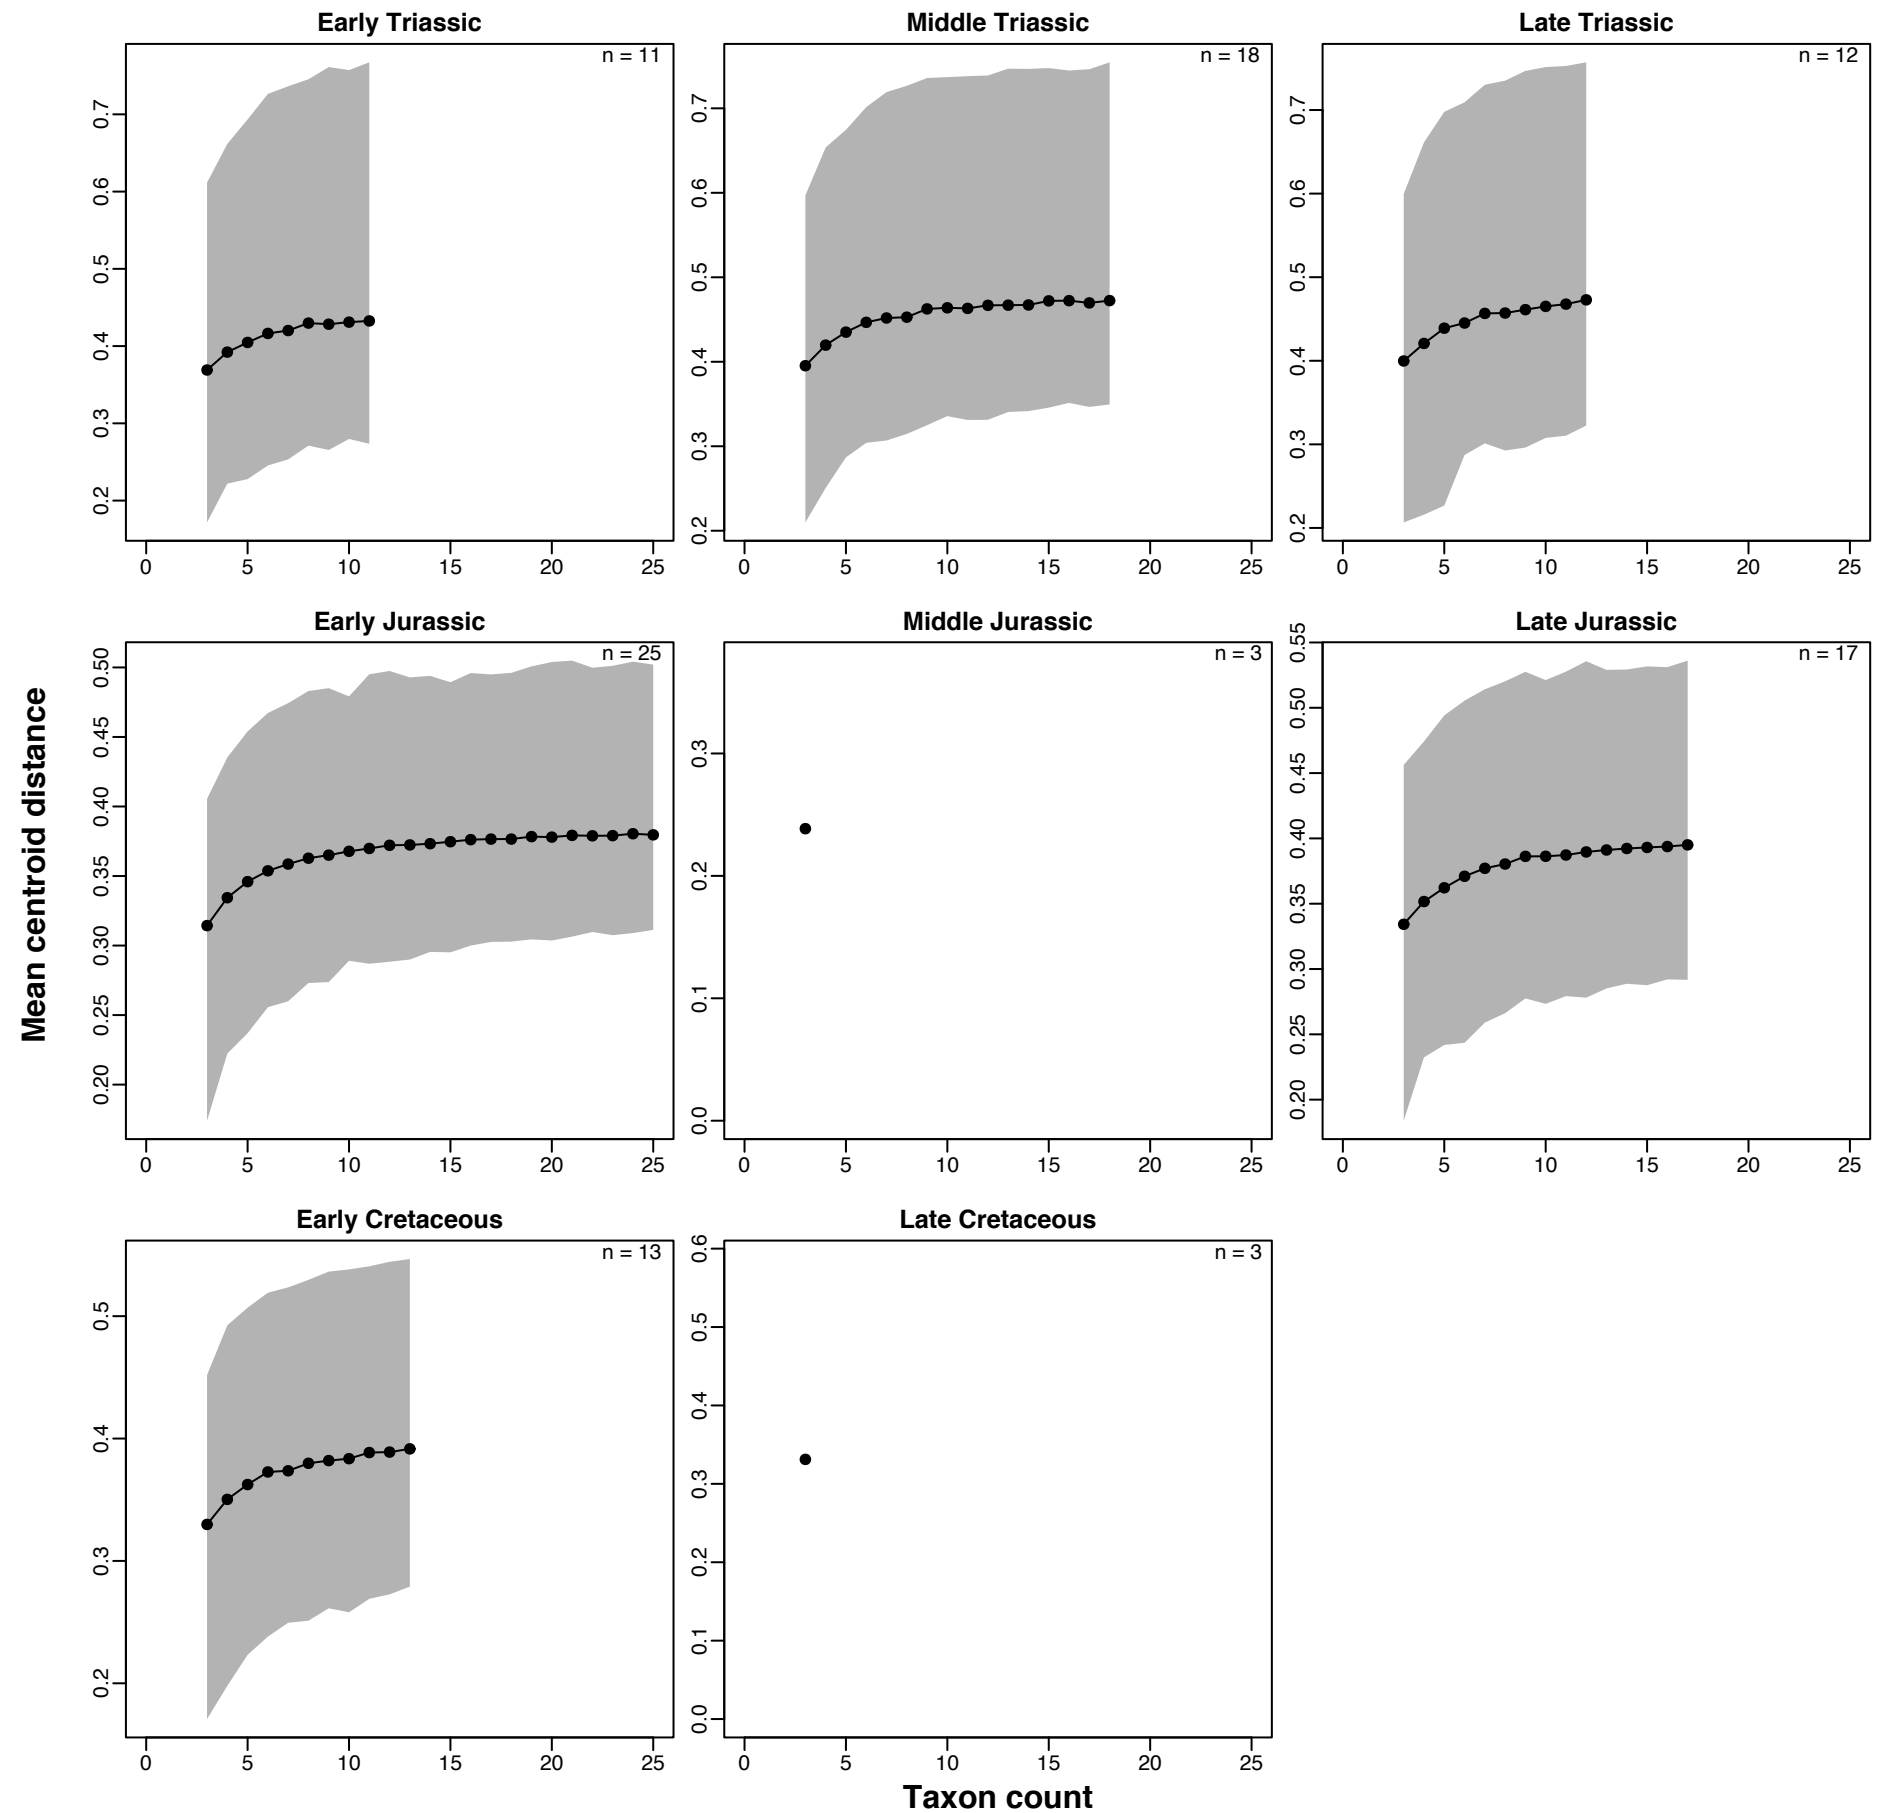 Early Triassic
n = 11
0.2 0.3 0.4 0.5 0.6 0.7
0 5 10 15 20 25
Middle Triassic
n = 18
0.2 0.3 0.4 0.5 0.6 0.7
0 5 10 15 20 25
Late Triassic
n = 12
0.2 0.3 0.4 0.5 0.6 0.7
0 5 10 15 20 25
Mean centroid distance
Early Jurassic
n = 25
0.20 0.25 0.30 0.35 0.40 0.45 0.50
0 5 10 15 20 25
Middle Jurassic
n = 3
0.0 0.1 0.2 0.3
0 5 10 15 20 25
Late Jurassic
n = 17
0.20 0.25 0.30 0.35 0.40 0.45 0.50 0.55
0 5 10 15 20 25
Early Cretaceous
n = 13
0.2 0.3 0.4 0.5
0 5 10 15 20 25
Late Cretaceous
n = 3
0.0 0.1 0.2 0.3 0.4 0.5 0.6
0 5 10 15 20 25
Taxon count